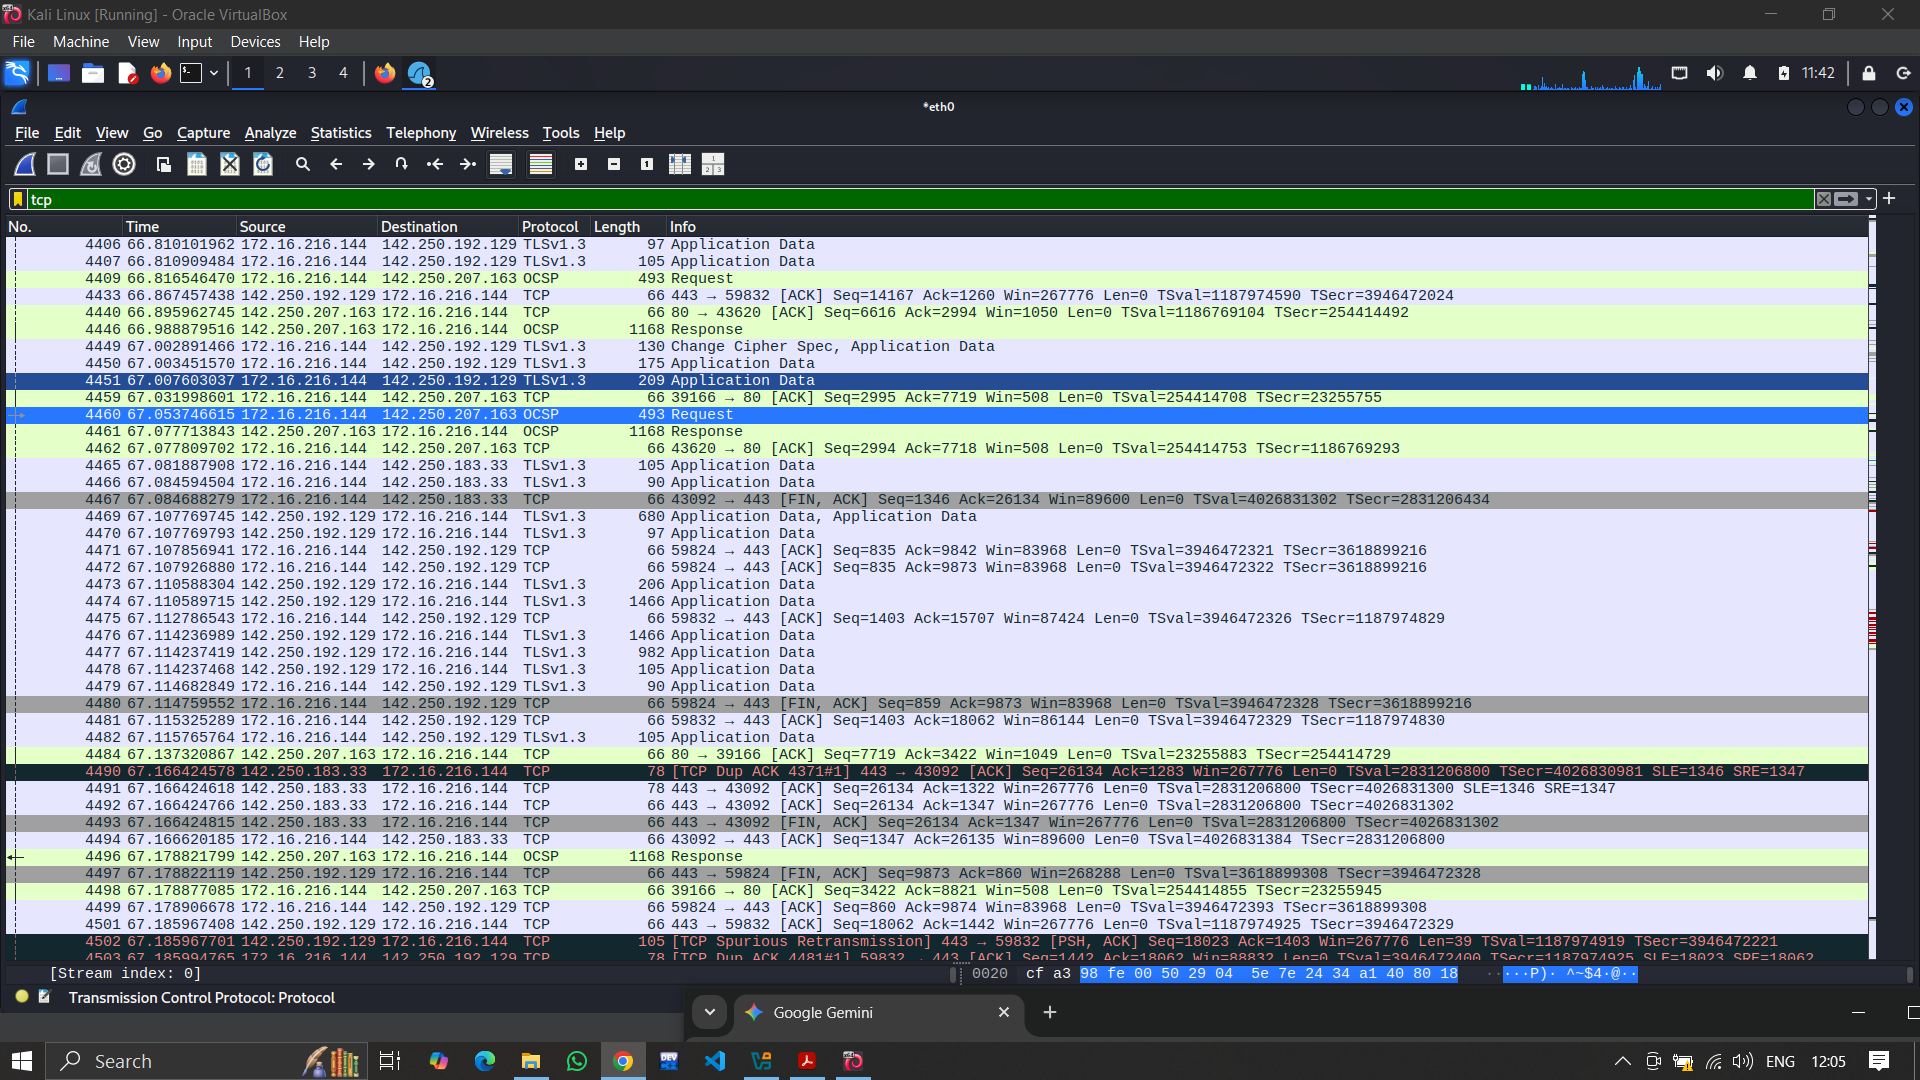 Kali Linux [Running] - Oracle VirtualBox
File Machine View Input Devices Help
1 2 3 4 2 11:42
*eth0
File Edit View Go Capture Analyze Statistics Telephony Wireless Tools Help
tcp
No. Time Source Destination Protocol Length Info
4406 66.810101962 172.16.216.144 142.250.192.129 TLSv1.3 97 Application Data
4407 66.810909484 172.16.216.144 142.250.192.129 TLSv1.3 105 Application Data
4409 66.816546470 172.16.216.144 142.250.207.163 OCSP 493 Request
4433 66.867457438 142.250.192.129 172.16.216.144 TCP 66 443 → 59832 [ACK] Seq=14167 Ack=1260 Win=267776 Len=0 TSval=1187974590 TSecr=3946472024
4440 66.895962745 142.250.207.163 172.16.216.144 TCP 66 80 → 43620 [ACK] Seq=6616 Ack=2994 Win=1050 Len=0 TSval=1186769104 TSecr=254414492
4446 66.988879516 142.250.207.163 172.16.216.144 OCSP 1168 Response
4449 67.002891466 172.16.216.144 142.250.192.129 TLSv1.3 130 Change Cipher Spec, Application Data
4450 67.003451570 172.16.216.144 142.250.192.129 TLSv1.3 175 Application Data
4451 67.007603037 172.16.216.144 142.250.192.129 TLSv1.3 209 Application Data
4459 67.031998601 172.16.216.144 142.250.207.163 TCP 66 39166 → 80 [ACK] Seq=2995 Ack=7719 Win=508 Len=0 TSval=254414708 TSecr=23255755
4460 67.053746615 172.16.216.144 142.250.207.163 OCSP 493 Request
4461 67.077713843 142.250.207.163 172.16.216.144 OCSP 1168 Response
4462 67.077809702 172.16.216.144 142.250.207.163 TCP 66 43620 → 80 [ACK] Seq=2994 Ack=7718 Win=508 Len=0 TSval=254414753 TSecr=1186769293
4465 67.081887908 172.16.216.144 142.250.183.33 TLSv1.3 105 Application Data
4466 67.084594504 172.16.216.144 142.250.183.33 TLSv1.3 90 Application Data
4467 67.084688279 172.16.216.144 142.250.183.33 TCP 66 43092 → 443 [FIN, ACK] Seq=1346 Ack=26134 Win=89600 Len=0 TSval=4026831302 TSecr=2831206434
4469 67.107769745 142.250.192.129 172.16.216.144 TLSv1.3 680 Application Data, Application Data
4470 67.107769793 142.250.192.129 172.16.216.144 TLSv1.3 97 Application Data
4471 67.107856941 172.16.216.144 142.250.192.129 TCP 66 59824 → 443 [ACK] Seq=835 Ack=9842 Win=83968 Len=0 TSval=3946472321 TSecr=3618899216
4472 67.107926880 172.16.216.144 142.250.192.129 TCP 66 59824 → 443 [ACK] Seq=835 Ack=9873 Win=83968 Len=0 TSval=3946472322 TSecr=3618899216
4473 67.110588304 142.250.192.129 172.16.216.144 TLSv1.3 206 Application Data
4474 67.110589715 142.250.192.129 172.16.216.144 TLSv1.3 1466 Application Data
4475 67.112786543 172.16.216.144 142.250.192.129 TCP 66 59832 → 443 [ACK] Seq=1403 Ack=15707 Win=87424 Len=0 TSval=3946472326 TSecr=1187974829
4476 67.114236989 142.250.192.129 172.16.216.144 TLSv1.3 1466 Application Data
4477 67.114237419 142.250.192.129 172.16.216.144 TLSv1.3 982 Application Data
4478 67.114237468 142.250.192.129 172.16.216.144 TLSv1.3 105 Application Data
4479 67.114682849 172.16.216.144 142.250.192.129 TLSv1.3 90 Application Data
4480 67.114759552 172.16.216.144 142.250.192.129 TCP 66 59824 → 443 [FIN, ACK] Seq=859 Ack=9873 Win=83968 Len=0 TSval=3946472328 TSecr=3618899216
4481 67.115325289 172.16.216.144 142.250.192.129 TCP 66 59832 → 443 [ACK] Seq=1403 Ack=18062 Win=86144 Len=0 TSval=3946472329 TSecr=1187974830
4482 67.115765764 172.16.216.144 142.250.192.129 TLSv1.3 105 Application Data
4484 67.137320867 142.250.207.163 172.16.216.144 TCP 66 80 → 39166 [ACK] Seq=7719 Ack=3422 Win=1049 Len=0 TSval=23255883 TSecr=254414729
4490 67.166424578 142.250.183.33 172.16.216.144 TCP 78 [TCP Dup ACK 4371#1] 443 → 43092 [ACK] Seq=26134 Ack=1283 Win=267776 Len=0 TSval=2831206800 TSecr=4026830981 SLE=1346 SRE=1347
4491 67.166424618 142.250.183.33 172.16.216.144 TCP 78 443 → 43092 [ACK] Seq=26134 Ack=1322 Win=267776 Len=0 TSval=2831206800 TSecr=4026831300 SLE=1346 SRE=1347
4492 67.166424766 142.250.183.33 172.16.216.144 TCP 66 443 → 43092 [ACK] Seq=26134 Ack=1347 Win=267776 Len=0 TSval=2831206800 TSecr=4026831302
4493 67.166424815 142.250.183.33 172.16.216.144 TCP 66 443 → 43092 [FIN, ACK] Seq=26134 Ack=1347 Win=267776 Len=0 TSval=2831206800 TSecr=4026831302
4494 67.166620185 172.16.216.144 142.250.183.33 TCP 66 43092 → 443 [ACK] Seq=1347 Ack=26135 Win=89600 Len=0 TSval=4026831384 TSecr=2831206800
4496 67.178821799 142.250.207.163 172.16.216.144 OCSP 1168 Response
4497 67.178822119 142.250.192.129 172.16.216.144 TCP 66 443 → 59824 [FIN, ACK] Seq=9873 Ack=860 Win=268288 Len=0 TSval=3618899308 TSecr=3946472328
4498 67.178877085 172.16.216.144 142.250.207.163 TCP 66 39166 → 80 [ACK] Seq=3422 Ack=8821 Win=508 Len=0 TSval=254414855 TSecr=23255945
4499 67.178906678 172.16.216.144 142.250.192.129 TCP 66 59824 → 443 [ACK] Seq=860 Ack=9874 Win=83968 Len=0 TSval=3946472393 TSecr=3618899308
4501 67.185967408 142.250.192.129 172.16.216.144 TCP 66 443 → 59832 [ACK] Seq=18062 Ack=1442 Win=267776 Len=0 TSval=1187974925 TSecr=3946472329
4502 67.185967701 142.250.192.129 172.16.216.144 TCP 105 [TCP Spurious Retransmission] 443 → 59832 [PSH, ACK] Seq=18023 Ack=1403 Win=267776 Len=39 TSval=1187974919 TSecr=3946472221
4503 67.185994765 172.16.216.144 142.250.192.129 TCP 78 [TCP Dup ACK 4481#1] 59832 → 443 [ACK] Seq=1442 Ack=18062 Win=88832 Len=0 TSval=3946472400 TSecr=1187974925 SLE=18023 SRE=18062
[Stream index: 0] 0020 cf a3 98 fe 00 50 29 04 5e 7e 24 34 a1 40 80 18 ·····P)· ^~$4·@··
Transmission Control Protocol: Protocol
Google Gemini
Search DEV ENG 12:05